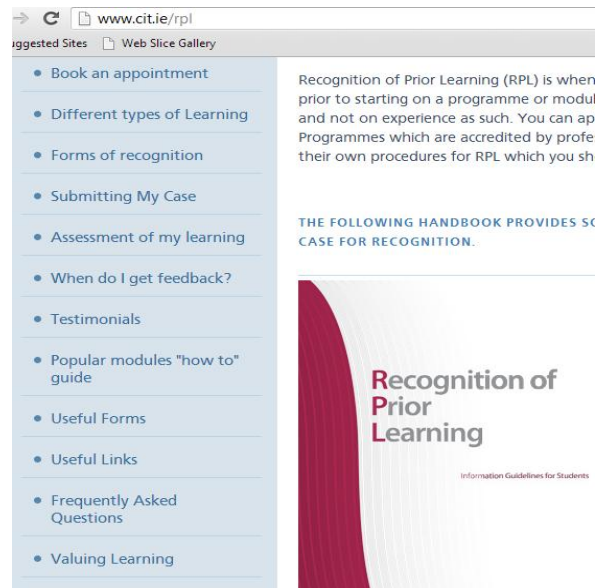 www.cit.ie/rpl
uggested Sites Web Slice Gallery
Book an appointment
Different types of Learning
Forms of recognition
Submitting My Case
Assessment of my learning
When do I get feedback?
Testimonials
Popular modules "how to"
guide
Useful Forms
Useful Links
Frequently Asked
Questions
Valuing Learning
Recognition of Prior Learning (RPL) is when
prior to starting on a programme or modul
and not on experience as such. You can ap
Programmes which are accredited by profe
their own procedures for RPL which you sh
THE FOLLOWING HANDBOOK PROVIDES SO
CASE FOR RECOGNITION.
Recognition of
Prior
Learning
Information Guidelines for Students